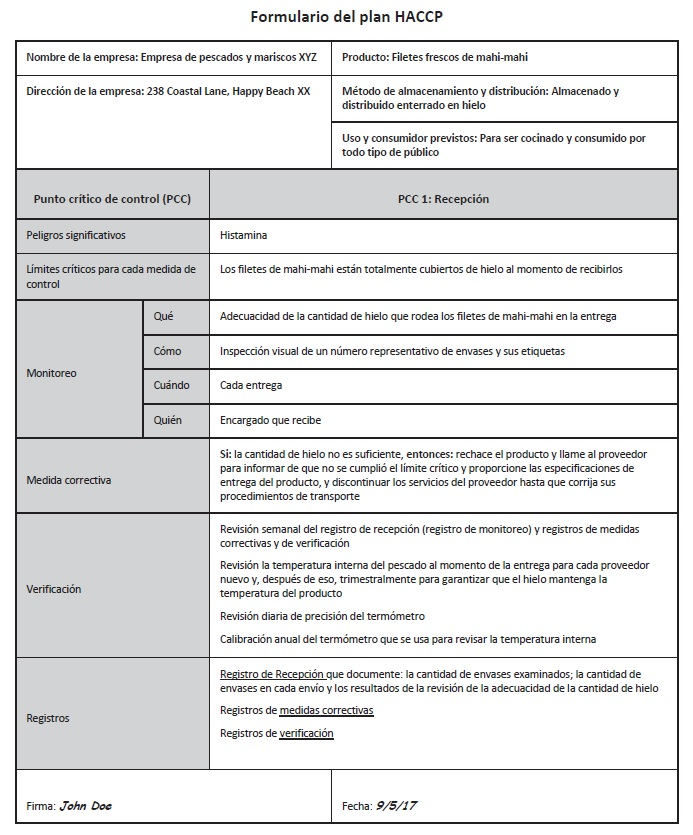 Formulario del plan HACCP
Nombre de la empresa: Empresa de pescados y mariscos XYZ
Producto: Filetes frescos de mahi-mahi
Dirección de la empresa: 238 Coastal Lane, Happy Beach XX
Método de almacenamiento y distribución: Almacenado y
distribuido enterrado en hielo
Uso y consumidor previstos: Para ser cocinado y consumido por
todo tipo de público
Punto crítico de control (PCC)
PCC 1: Recepción
Peligros significativos
Histamina
Límites críticos para cada medida de
control
Los filetes de mahi-mahi están totalmente cubiertos de hielo al momento de recibirlos
Monitoreo
Qué
Adecuacidad de la cantidad de hielo que rodea los filetes de mahi-mahi en la entrega
Cómo
Inspección visual de un número representativo de envases y sus etiquetas
Cuándo
Cada entrega
Quién
Encargado que recibe
Medida correctiva
Si: la cantidad de hielo no es suficiente, entonces: rechace el producto y llame al proveedor
para informar de que no se cumplió el límite crítico y proporcione las especificaciones de
entrega del producto, y discontinuar los servicios del proveedor hasta que corrija sus
procedimientos de transporte
Verificación
Revisión semanal del registro de recepción (registro de monitoreo) y registros de medidas
correctivas y de verificación
Revisión la temperatura interna del pescado al momento de la entrega para cada proveedor
nuevo y, después de eso, trimestralmente para garantizar que el hielo mantenga la
temperatura del producto
Revisión diaria de precisión del termómetro
Calibración anual del termómetro que se usa para revisar la temperatura interna
Registros
Registro de Recepción que documente: la cantidad de envases examinados; la cantidad de
envases en cada envío y los resultados de la revisión de la adecuacidad de la cantidad de hielo
Registros de medidas correctivas
Registros de verificación
Firma: John Doe
Fecha: 9/5/17